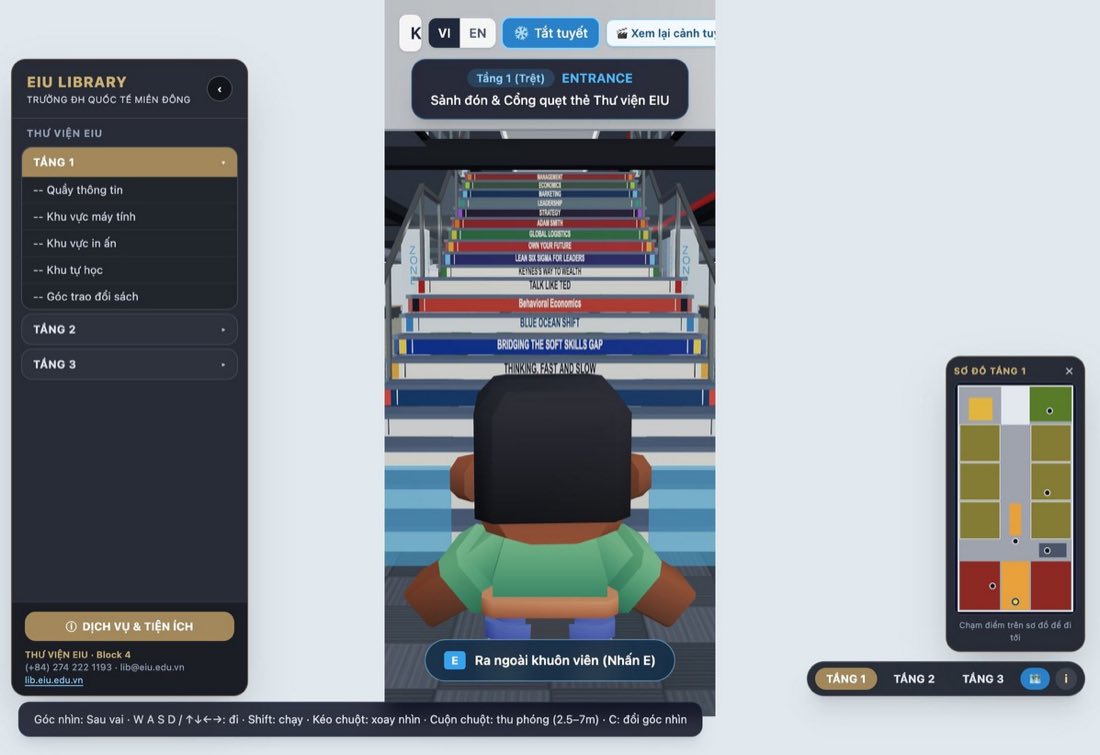 EIU LIBRARY
TRƯỜNG ĐH QUỐC TẾ MIỀN ĐÔNG
THƯ VIỆN EIU
TẦNG 1
-- Quầy thông tin
-- Khu vực máy tính
-- Khu vực in ấn
-- Khu tự học
-- Góc trao đổi sách
TẦNG 2
TẦNG 3
ⓘ DỊCH VỤ & TIỆN ÍCH
THƯ VIỆN EIU · Block 4
(+84) 274 222 1193 · lib@eiu.edu.vn
lib.eiu.edu.vn
K VI EN Tắt tuyết Xem lại cảnh tuy
Tầng 1 (Trệt) ENTRANCE
Sảnh đón & Cổng quẹt thẻ Thư viện EIU
MANAGEMENT
ECONOMICS
MARKETING
LEADERSHIP
STRATEGY
ADAM SMITH
GLOBAL LOGISTICS
OWN YOUR FUTURE
LEAN SIX SIGMA FOR LEADERS
KEYNES'S WAY TO WEALTH
TALK LIKE TED
Behavioral Economics
BLUE OCEAN SHIFT
BRIDGING THE SOFT SKILLS GAP
THINKING, FAST AND SLOW
ZONE
ZONE
E Ra ngoài khuôn viên (Nhấn E)
SƠ ĐỒ TẦNG 1 ×
Chạm điểm trên sơ đồ để đi
tới
TẦNG 1 TẦNG 2 TẦNG 3 i
Góc nhìn: Sau vai · W A S D / ↑↓←→: đi · Shift: chạy · Kéo chuột: xoay nhìn · Cuộn chuột: thu phóng (2.5–7m) · C: đổi góc nhìn